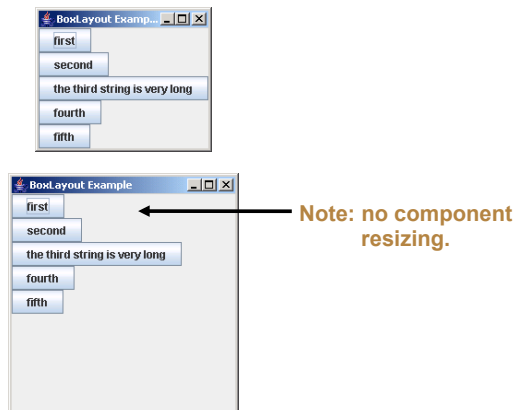 BoxLayout Examp...
first
second
the third string is very long
fourth
fifth
BoxLayout Example
first
second
the third string is very long
fourth
fifth
Note: no component
resizing.